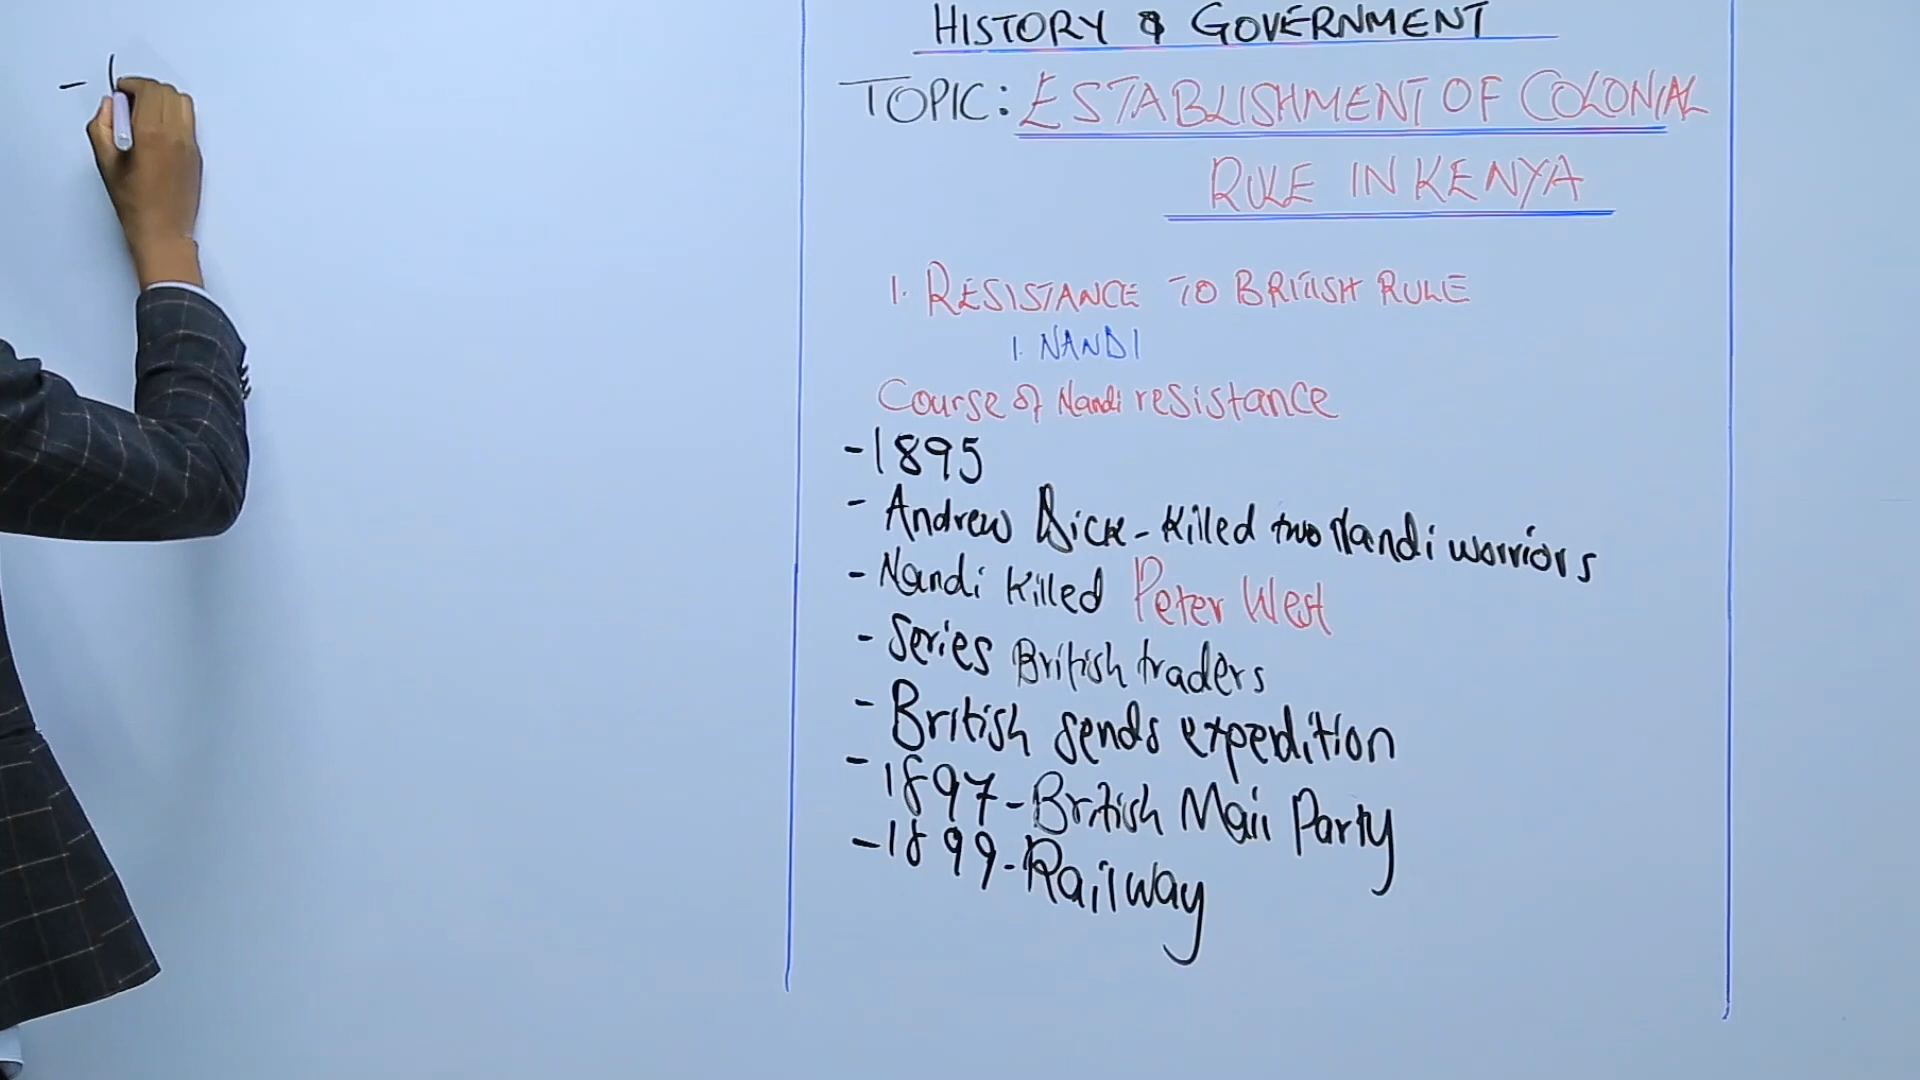 HISTORY & GOVERNMENT
TOPIC: ESTABLISHMENT OF COLONIAL
RULE IN KENYA
1. RESISTANCE TO BRITISH RULE
1. NANDI
Course of Nandi resistance
- 1895
- Andrew Dick - Killed two Nandi warriors
- Nandi Killed Peter West
- Series British traders
- British sends expedition
- 1897 - British Mail Party
- 1899 - Railway
-